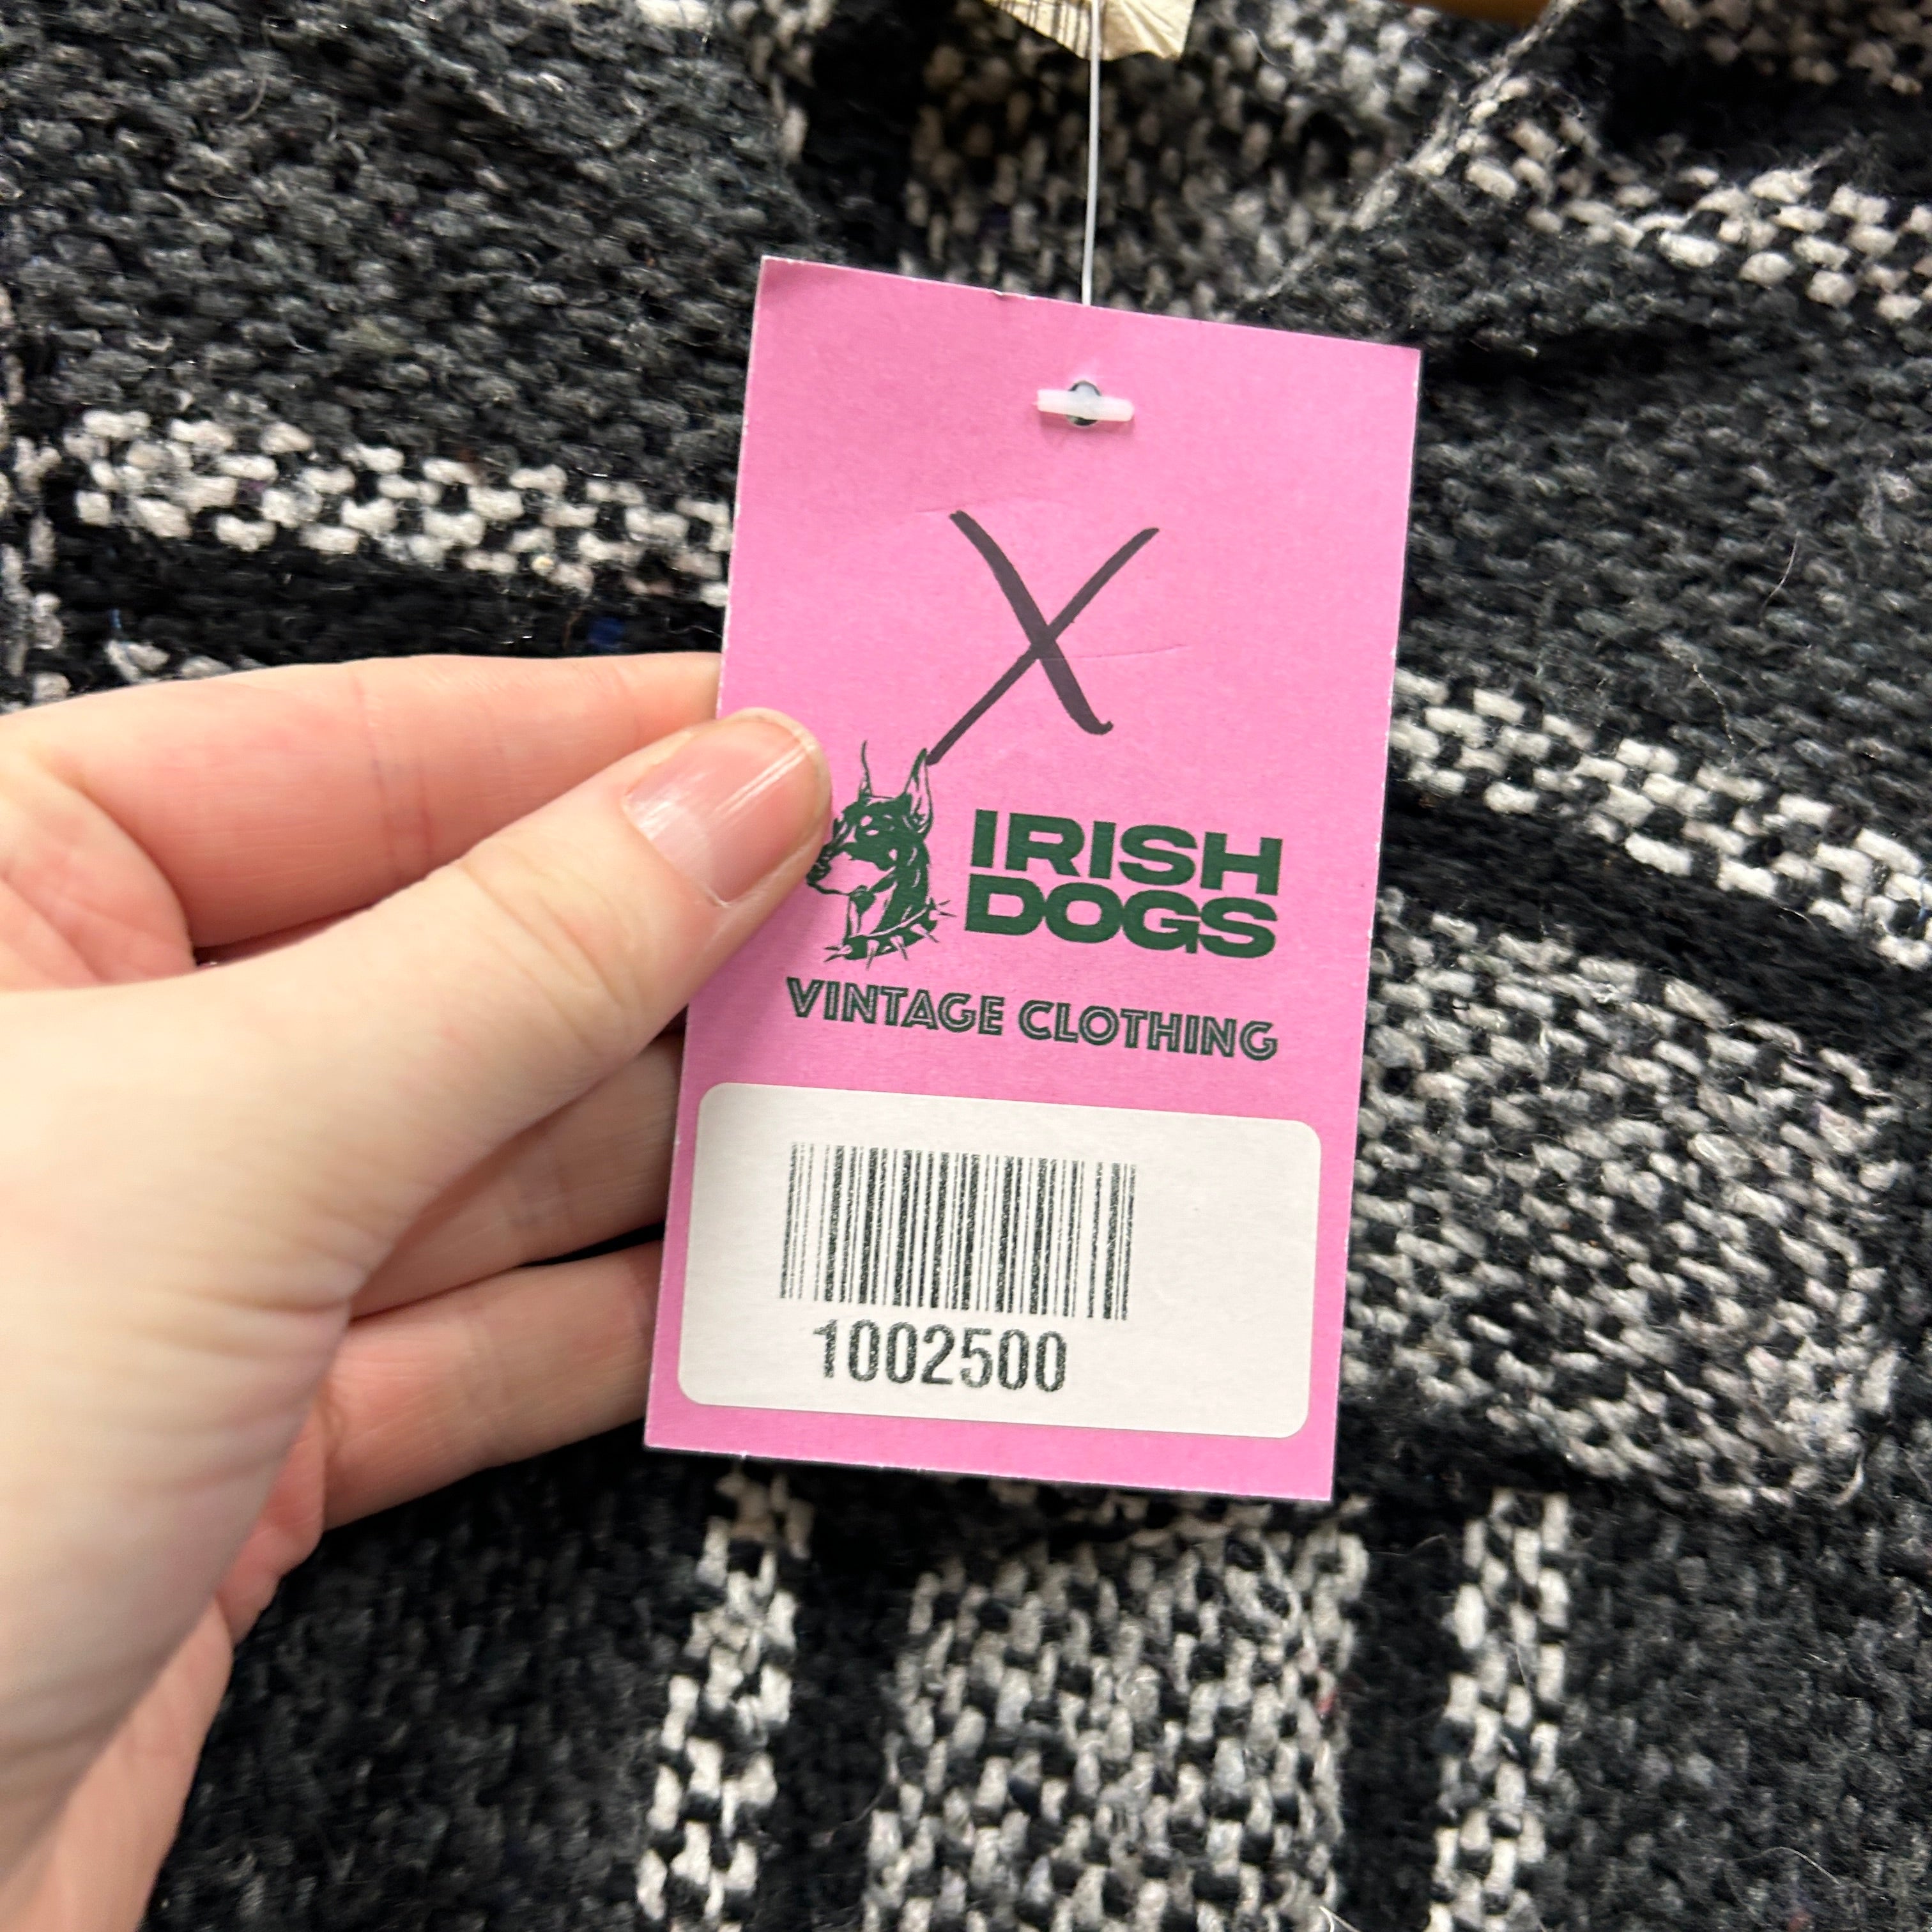 X
IRISH
DOGS
VINTAGE CLOTHING
1002500